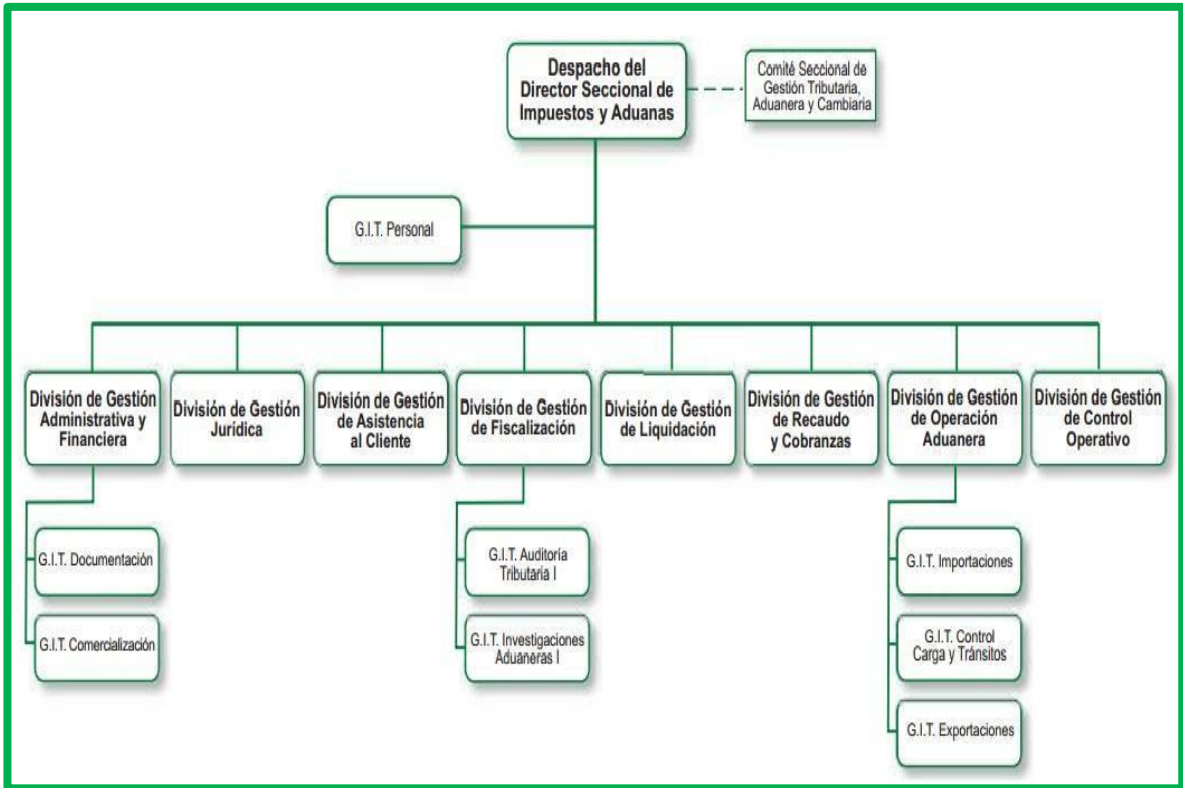 Despacho del
Director Seccional de
Impuestos y Aduanas
Comité Seccional de
Gestión Tributaria,
Aduanera y Cambiaria
G.I.T. Personal
División de Gestión
Administrativa y
Financiera
División de Gestión
Jurídica
División de Gestión
de Asistencia
al Cliente
División de Gestión
de Fiscalización
División de Gestión
de Liquidación
División de Gestión
de Recaudo
y Cobranzas
División de Gestión
de Operación
Aduanera
División de Gestión
de Control
Operativo
G.I.T. Documentación
G.I.T. Comercialización
G.I.T. Auditoría
Tributaria I
G.I.T. Investigaciones
Aduaneras I
G.I.T. Importaciones
G.I.T. Control
Carga y Tránsitos
G.I.T. Exportaciones